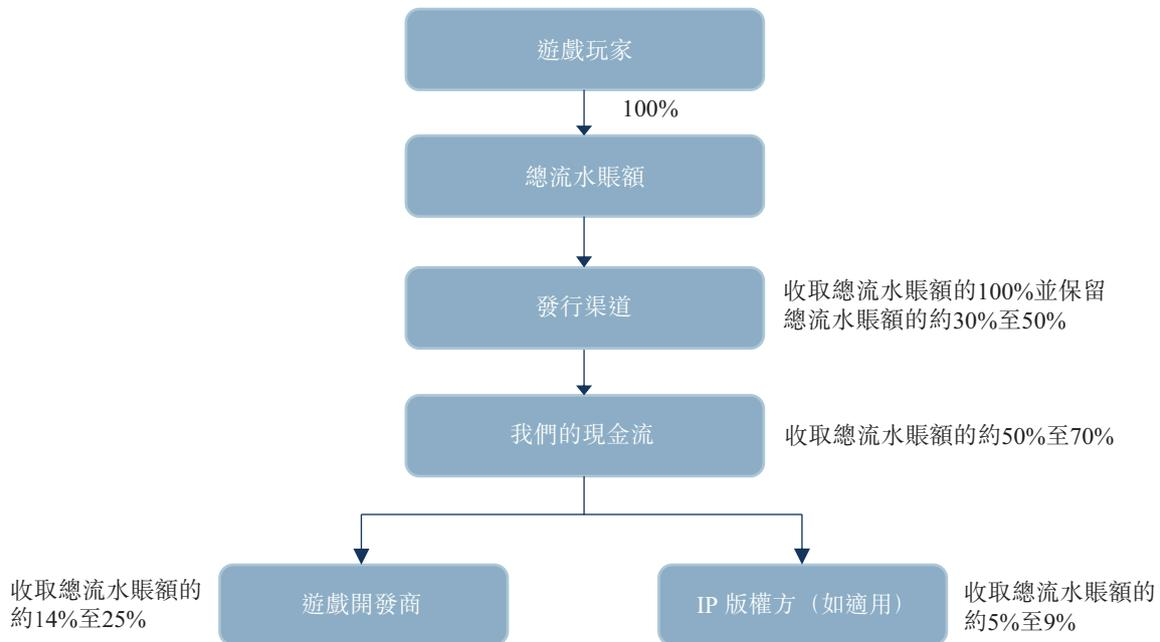 遊戲玩家
100%
總流水賬額
發行渠道
收取總流水賬額的100%並保留
總流水賬額的約30%至50%
我們的現金流
收取總流水賬額的約50%至70%
收取總流水賬額的
約14%至25%
遊戲開發商
IP 版權方（如適用）
收取總流水賬額的
約5%至9%